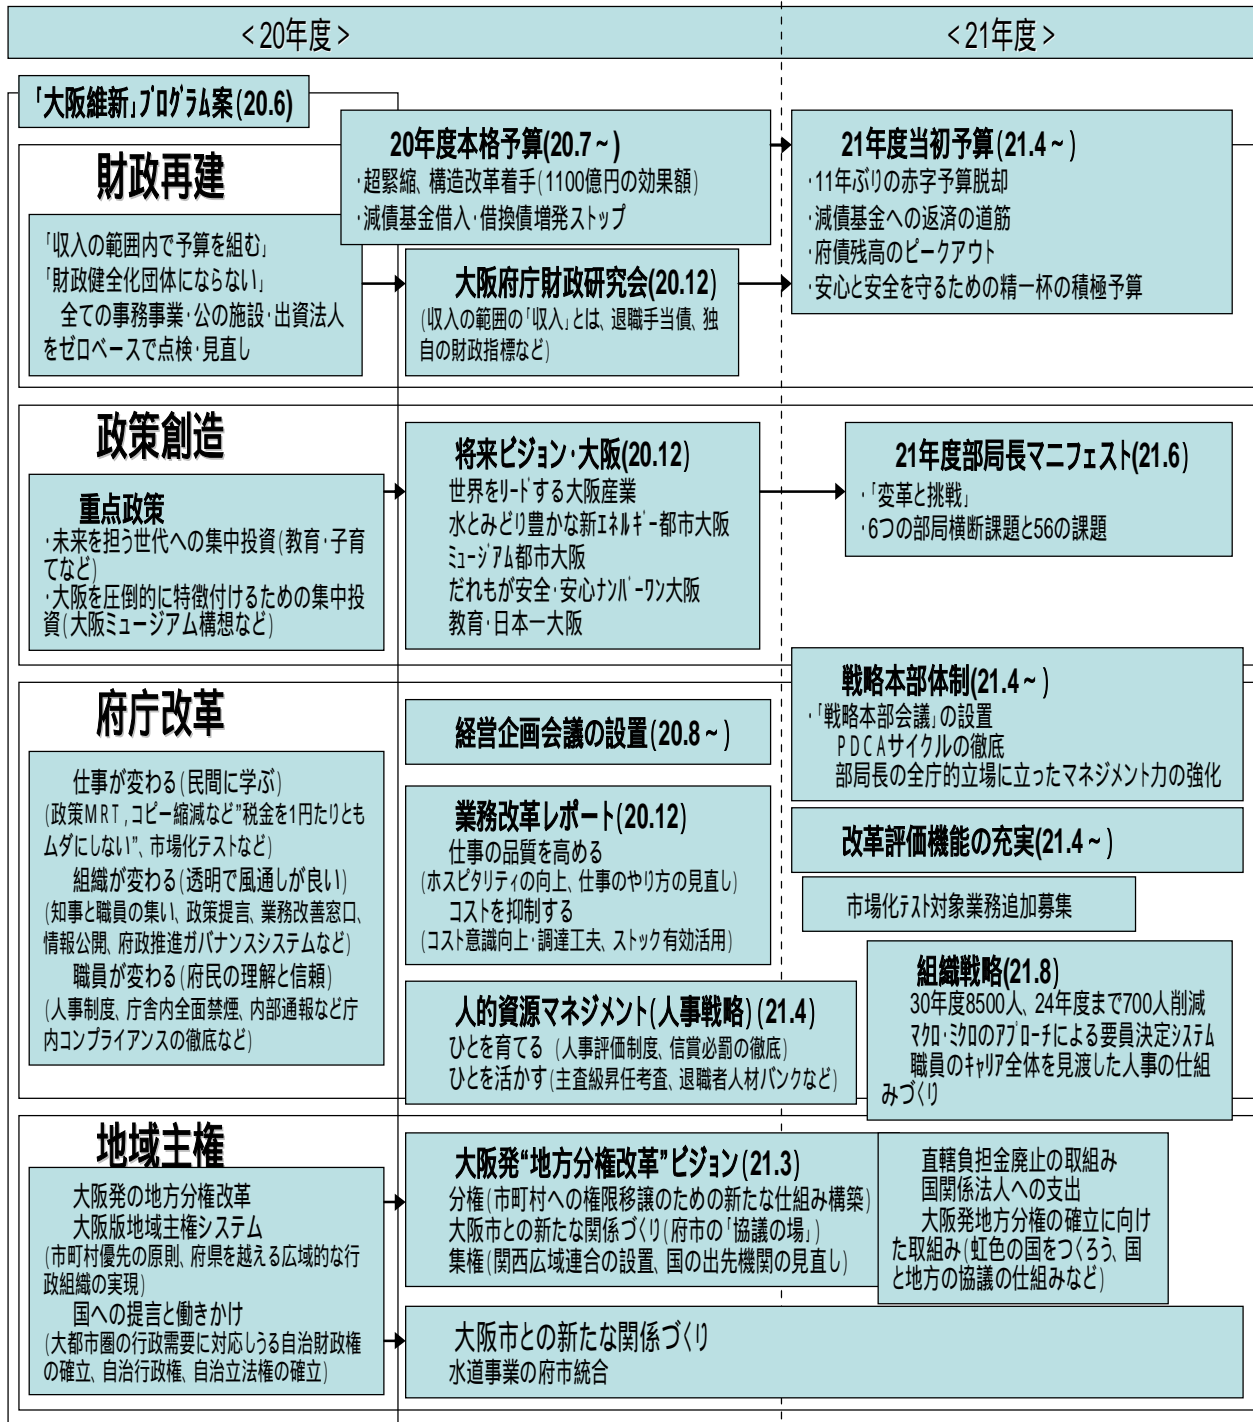 <20年度>
<21年度>
「大阪維新」プログラム案(20.6)
財政再建
「収入の範囲内で予算を組む」
「財政健全化団体にならない」
全ての事務事業・公の施設・出資法人
をゼロベースで点検・見直し
20年度本格予算(20.7~)
・超緊縮、構造改革着手(1100億円の効果額)
・減債基金借入・借換債増発ストップ
大阪府庁財政研究会(20.12)
(収入の範囲の「収入」とは、退職手当債、独
自の財政指標など)
21年度当初予算(21.4~)
・11年ぶりの赤字予算脱却
・減債基金への返済の道筋
・府債残高のピークアウト
・安心と安全を守るための精一杯の積極予算
政策創造
重点政策
・未来を担う世代への集中投資(教育・子育
てなど)
・大阪を圧倒的に特徴付けるための集中投
資(大阪ミュージアム構想など)
将来ビジョン・大阪(20.12)
世界をリードする大阪産業
水とみどり豊かな新エネルギー都市大阪
ミュージアム都市大阪
だれもが安全・安心ナンバーワン大阪
教育・日本一大阪
21年度部局長マニフェスト(21.6)
・「変革と挑戦」
・6つの部局横断課題と56の課題
府庁改革
仕事が変わる(民間に学ぶ)
(政策MRT,コピー縮減など”税金を1円たりとも
ムダにしない”、市場化テストなど)
組織が変わる(透明で風通しが良い)
(知事と職員の集い、政策提言、業務改善窓口、
情報公開、府政推進ガバナンスシステムなど)
職員が変わる(府民の理解と信頼)
(人事制度、庁舎内全面禁煙、内部通報など庁
内コンプライアンスの徹底など)
経営企画会議の設置(20.8~)
業務改革レポート(20.12)
仕事の品質を高める
(ホスピタリティの向上、仕事のやり方の見直し)
コストを抑制する
(コスト意識向上・調達工夫、ストック有効活用)
人的資源マネジメント(人事戦略)(21.4)
ひとを育てる (人事評価制度、信賞必罰の徹底)
ひとを活かす(主査級昇任考査、退職者人材バンクなど)
戦略本部体制(21.4~)
・「戦略本部会議」の設置
PDCAサイクルの徹底
部局長の全庁的立場に立ったマネジメント力の強化
改革評価機能の充実(21.4~)
市場化テスト対象業務追加募集
組織戦略(21.8)
30年度8500人、24年度まで700人削減
マクロ・ミクロのアプローチによる要員決定システム
職員のキャリア全体を見渡した人事の仕組
みづくり
地域主権
大阪発の地方分権改革
大阪版地域主権システム
(市町村優先の原則、府県を越える広域的な行
政組織の実現)
国への提言と働きかけ
(大都市圏の行政需要に対応しうる自治財政権
の確立、自治行政権、自治立法権の確立)
大阪発“地方分権改革”ビジョン(21.3)
分権(市町村への権限移譲のための新たな仕組み構築)
大阪市との新たな関係づくり(府市の「協議の場」)
集権(関西広域連合の設置、国の出先機関の見直し)
直轄負担金廃止の取組み
国関係法人への支出
大阪発地方分権の確立に向け
た取組み(虹色の国をつくろう、国
と地方の協議の仕組みなど)
大阪市との新たな関係づくり
水道事業の府市統合